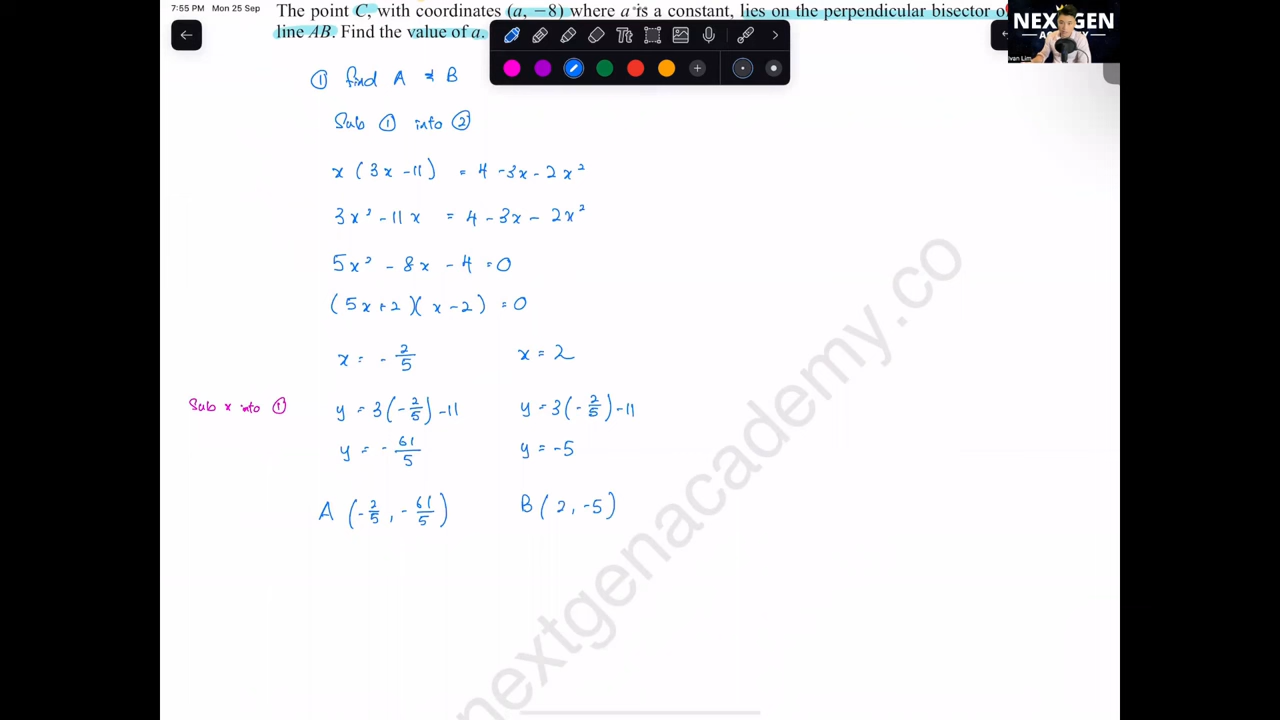 7:55 PM Mon 25 Sep
The point C, with coordinates (a, −8) where a is a constant, lies on the perpendicular bisector o
line AB. Find the value of a.
NEXTGEN
Ivan Lim
① find A & B
Sub ① into ②
x(3x-11) = 4-3x-2x²
3x²-11x = 4-3x-2x²
5x²-8x-4=0
(5x+2)(x-2)=0
x = -2/5 x = 2
Sub x into ① y = 3(-2/5)-11 y = 3(-2/5)-11
y = -61/5 y = -5
A (-2/5, -61/5) B (2, -5)
nextgenacademy.co